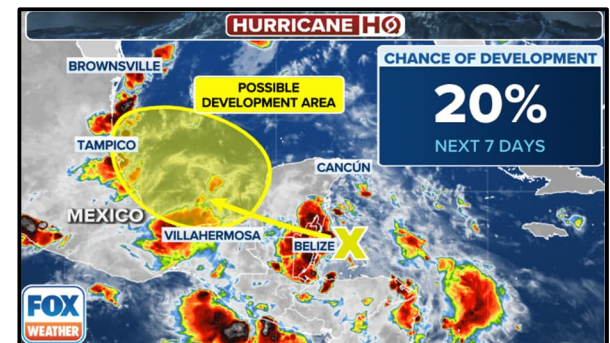 HURRICANE HQ
CHANCE OF DEVELOPMENT
20%
NEXT 7 DAYS
BROWNSVILLE
POSSIBLE
DEVELOPMENT AREA
TAMPICO
CANCÚN
MEXICO
VILLAHERMOSA
BELIZE
X
FOX
WEATHER